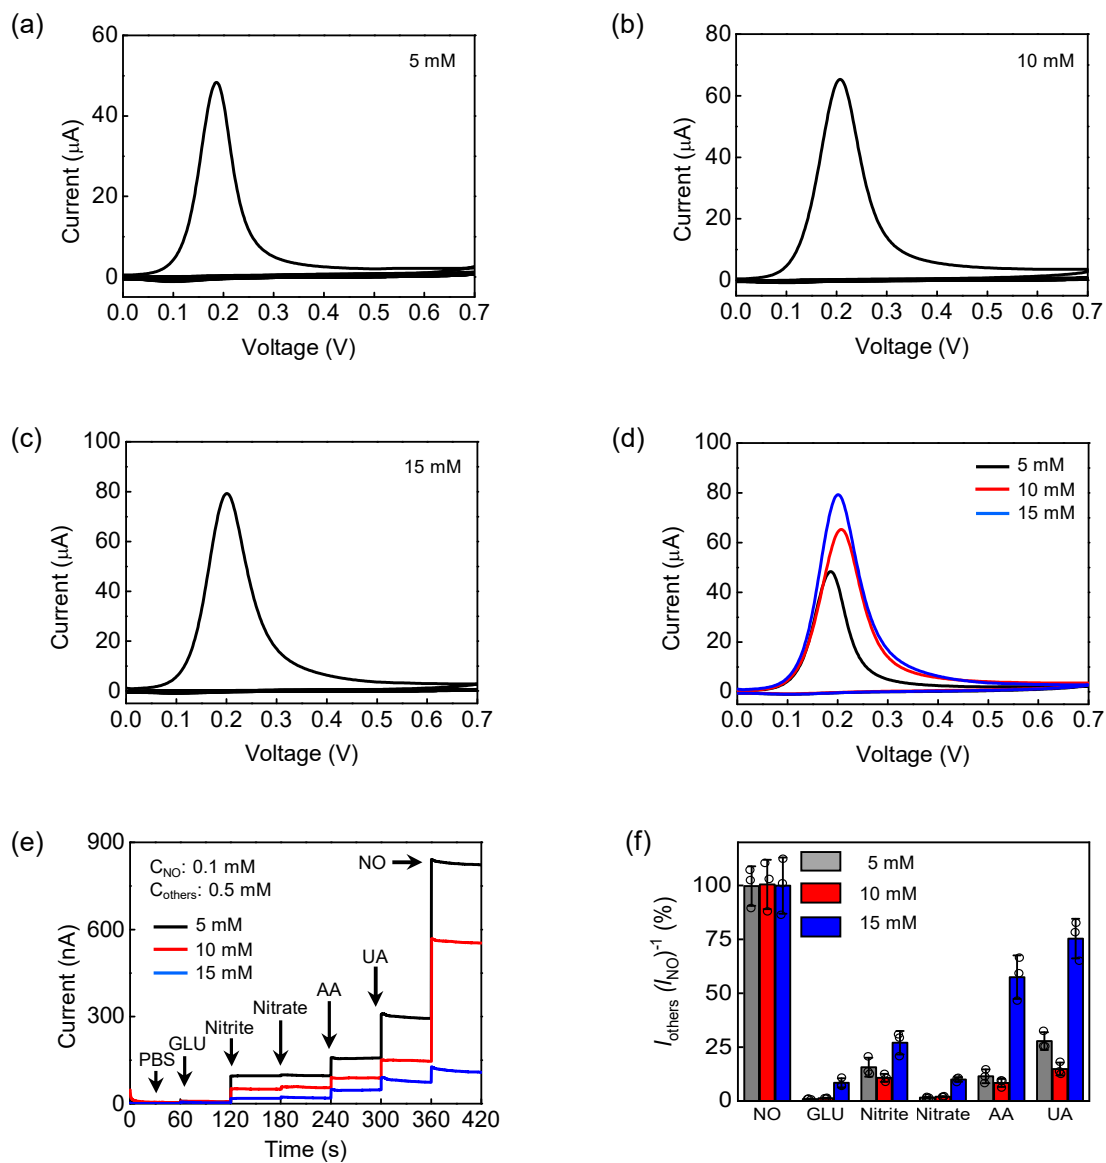 (a)
60
40
20
0
5 mM
Current (μA)
0.0 0.1 0.2 0.3 0.4 0.5 0.6 0.7
Voltage (V)
(b)
80
60
40
20
0
10 mM
Current (μA)
0.0 0.1 0.2 0.3 0.4 0.5 0.6 0.7
Voltage (V)
(c)
100
80
60
40
20
0
15 mM
Current (μA)
0.0 0.1 0.2 0.3 0.4 0.5 0.6 0.7
Voltage (V)
(d)
100
80
60
40
20
0
5 mM
10 mM
15 mM
Current (μA)
0.0 0.1 0.2 0.3 0.4 0.5 0.6 0.7
Voltage (V)
(e)
900
600
300
0
C_NO: 0.1 mM
C_others: 0.5 mM
5 mM
10 mM
15 mM
NO
UA
AA
Nitrate
Nitrite
GLU
PBS
Current (nA)
0 60 120 180 240 300 360 420
Time (s)
(f)
100
75
50
25
0
5 mM
10 mM
15 mM
I_others (I_NO)^-1 (%)
NO GLU Nitrite Nitrate AA UA